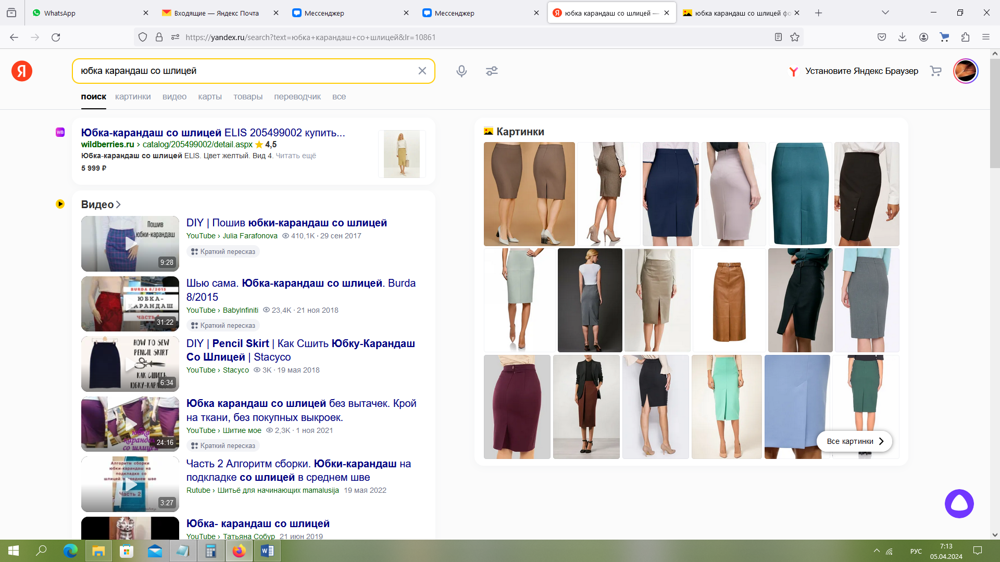 WhatsApp
Входящие — Яндекс Почта
Мессенджер
Мессенджер
юбка карандаш со шлицей —
юбка карандаш со шлицей фо
https://yandex.ru/search?text=юбка+карандаш+со+шлицей&lr=10861
Я
юбка карандаш со шлицей
Установите Яндекс Браузер
поиск
картинки
видео
карты
товары
переводчик
все
WB
Юбка-карандаш со шлицей ELIS 205499002 купить...
wildberries.ru › catalog/205499002/detail.aspx 4,5
Юбка-карандаш со шлицей ELIS. Цвет желтый. Вид 4. Читать ещё
5 999 ₽
Видео
Пошив
юбки-карандаш
9:28
DIY | Пошив юбки-карандаш со шлицей
YouTube › Julia Farafonova 410,1K · 29 сен 2017
Краткий пересказ
BURDA 8/2015
ЮБКА-
КАРАНДАШ
31:22
Шью сама. Юбка-карандаш со шлицей. Burda
8/2015
YouTube › BabyInfiniti 23,4K · 21 ноя 2018
Краткий пересказ
HOW TO SEW
PENCIL SKIRT
КАК СШИТЬ
6:34
DIY | Pencil Skirt | Как Сшить Юбку-Карандаш
Со Шлицей | Stacyco
YouTube › Stacyco 3K · 19 мая 2018
юбка
карандаш
со шлицей
24:16
Юбка карандаш со шлицей без вытачек. Крой
на ткани, без покупных выкроек.
YouTube › Шитие мое 2,3K · 1 ноя 2021
Краткий пересказ
Алгоритм сборки
юбки-карандаш на
подкладке со
шлицей в среднем шве
Часть 2
3:27
Часть 2 Алгоритм сборки. Юбки-карандаш на
подкладке со шлицей в среднем шве
Rutube › Шитьё для начинающих mamalusija 19 мая 2022
Юбка- карандаш со шлицей
YouTube › Татьяна Собур 21 июн 2019
Картинки
Все картинки
РУС
7:13
05.04.2024